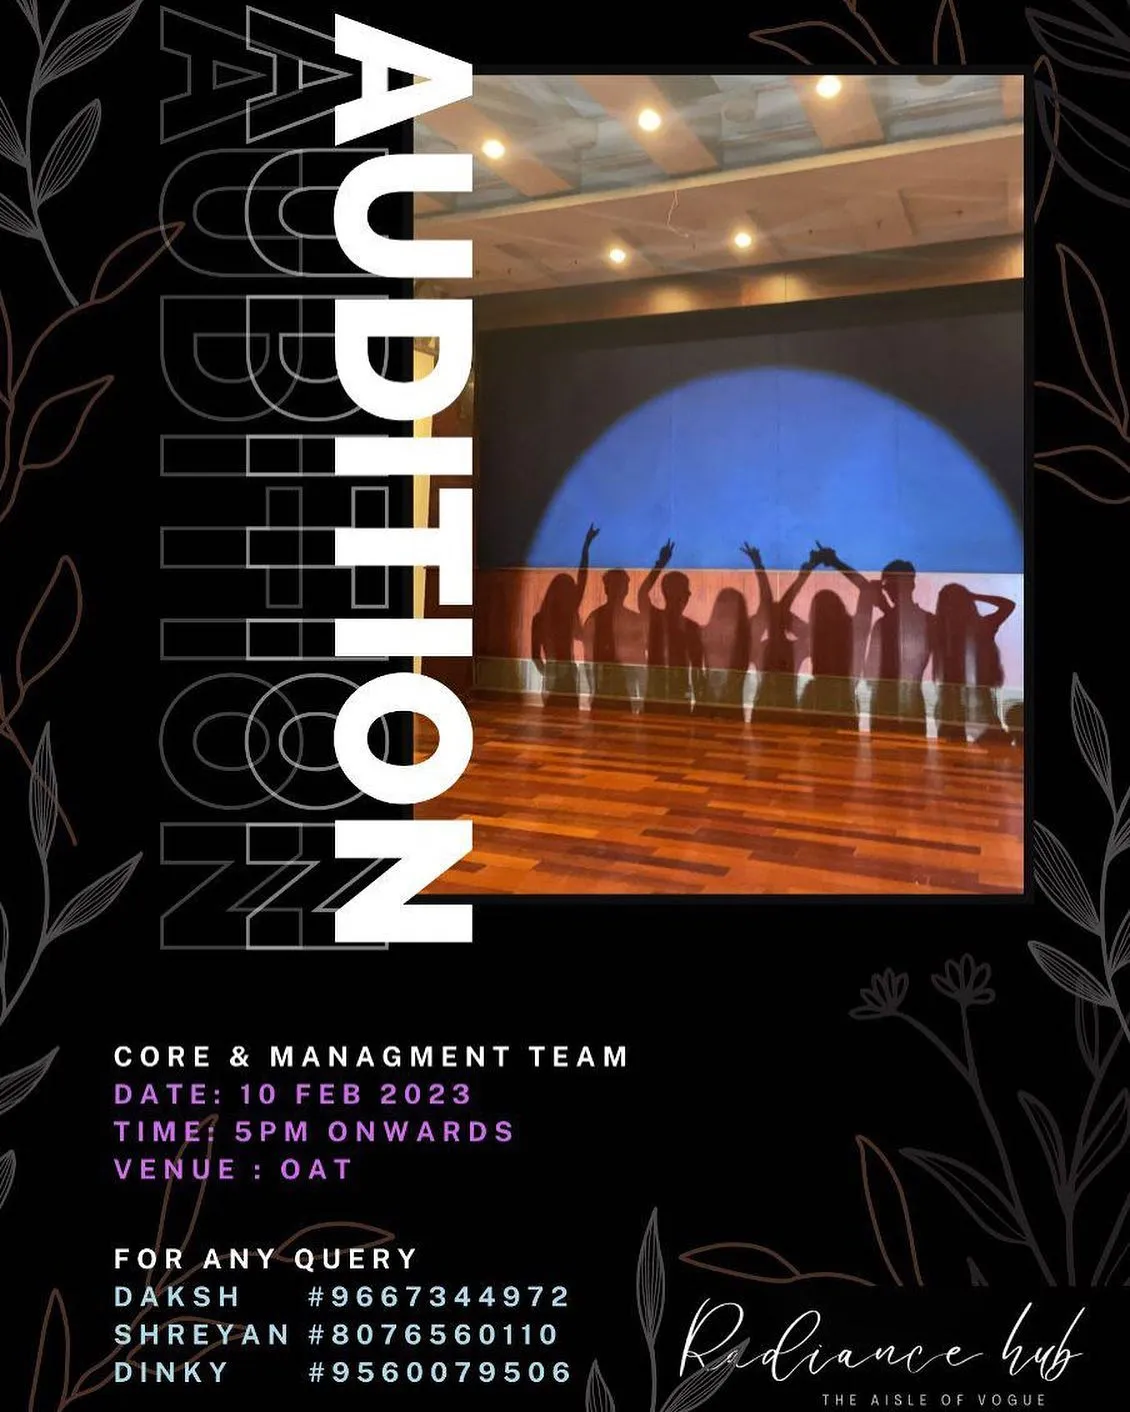 AUDITION
CORE & MANAGMENT TEAM
DATE: 10 FEB 2023
TIME: 5PM ONWARDS
VENUE : OAT
FOR ANY QUERY
DAKSH #9667344972
SHREYAN #8076560110
DINKY #9560079506
Radiance hub
THE AISLE OF VOGUE